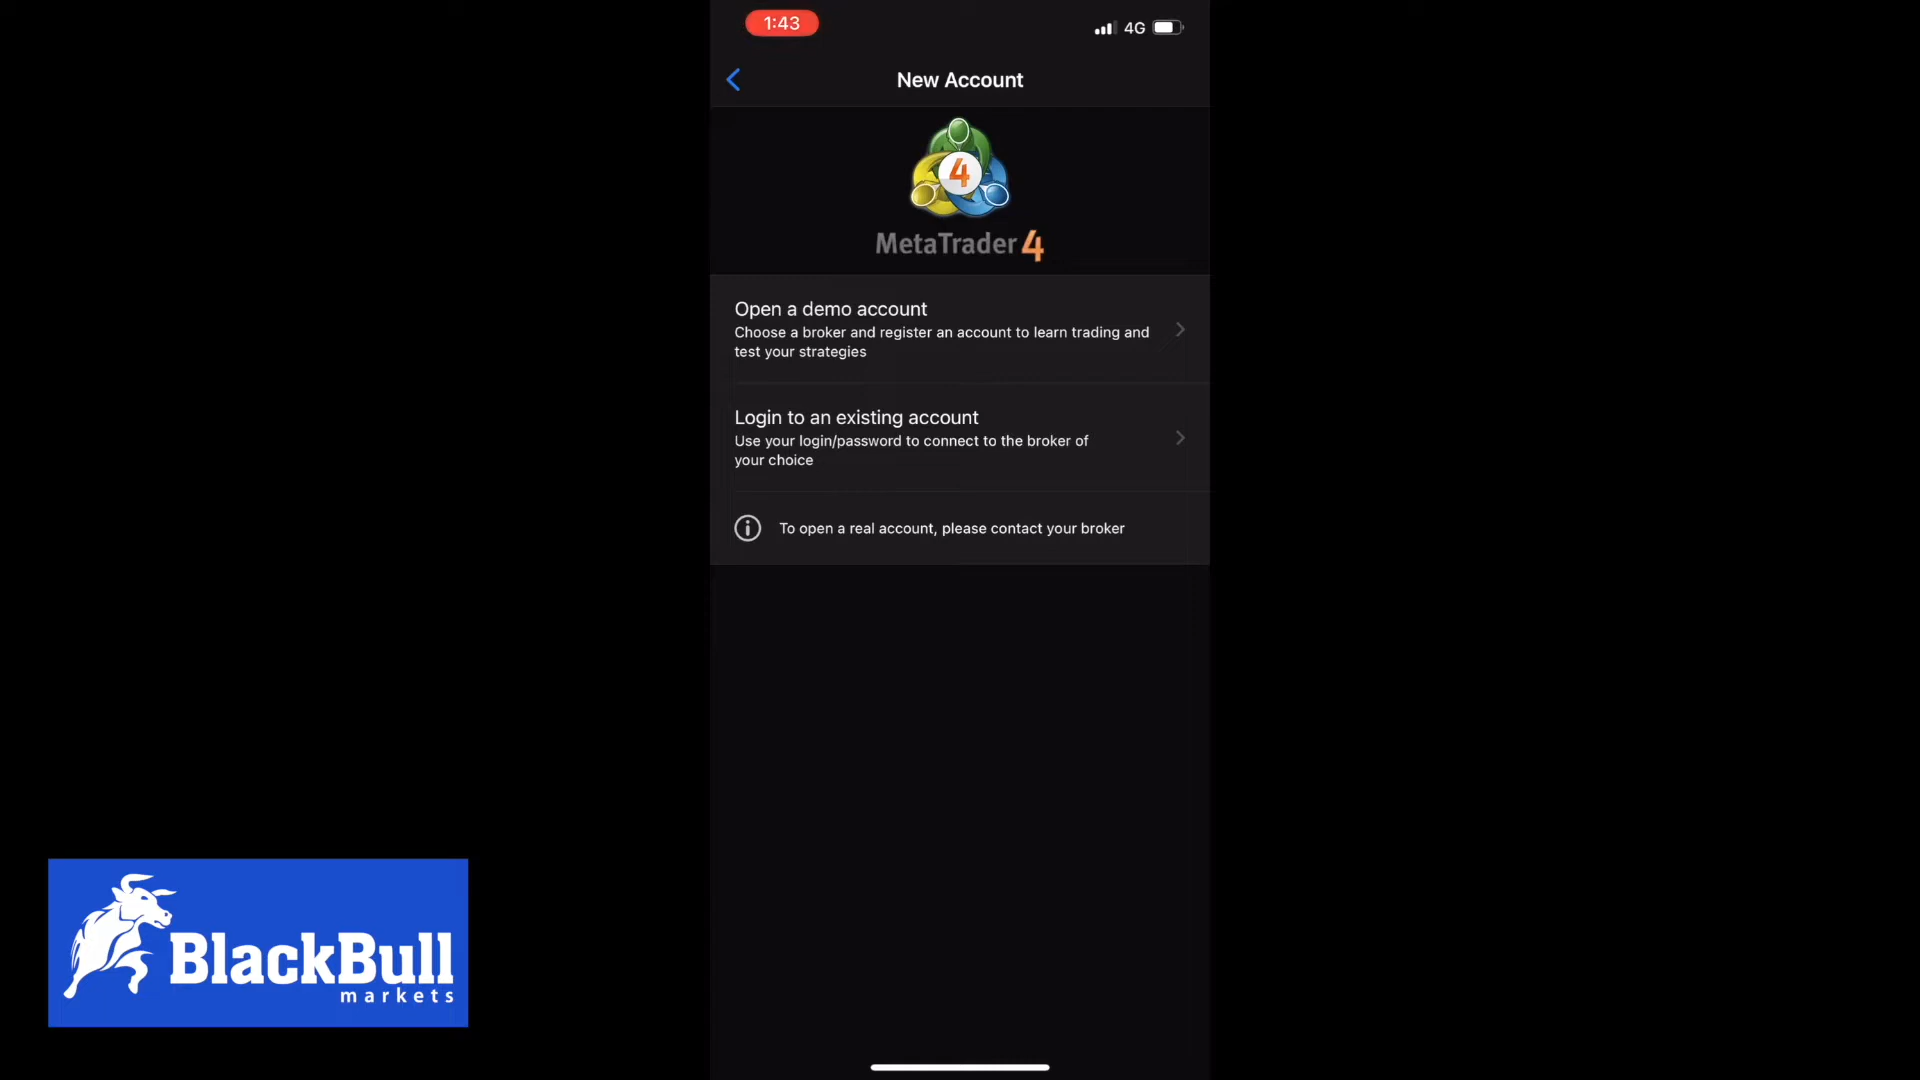 1:43
4G
New Account
4
MetaTrader 4
Open a demo account
Choose a broker and register an account to learn trading and
test your strategies
Login to an existing account
Use your login/password to connect to the broker of
your choice
To open a real account, please contact your broker
BlackBull
markets